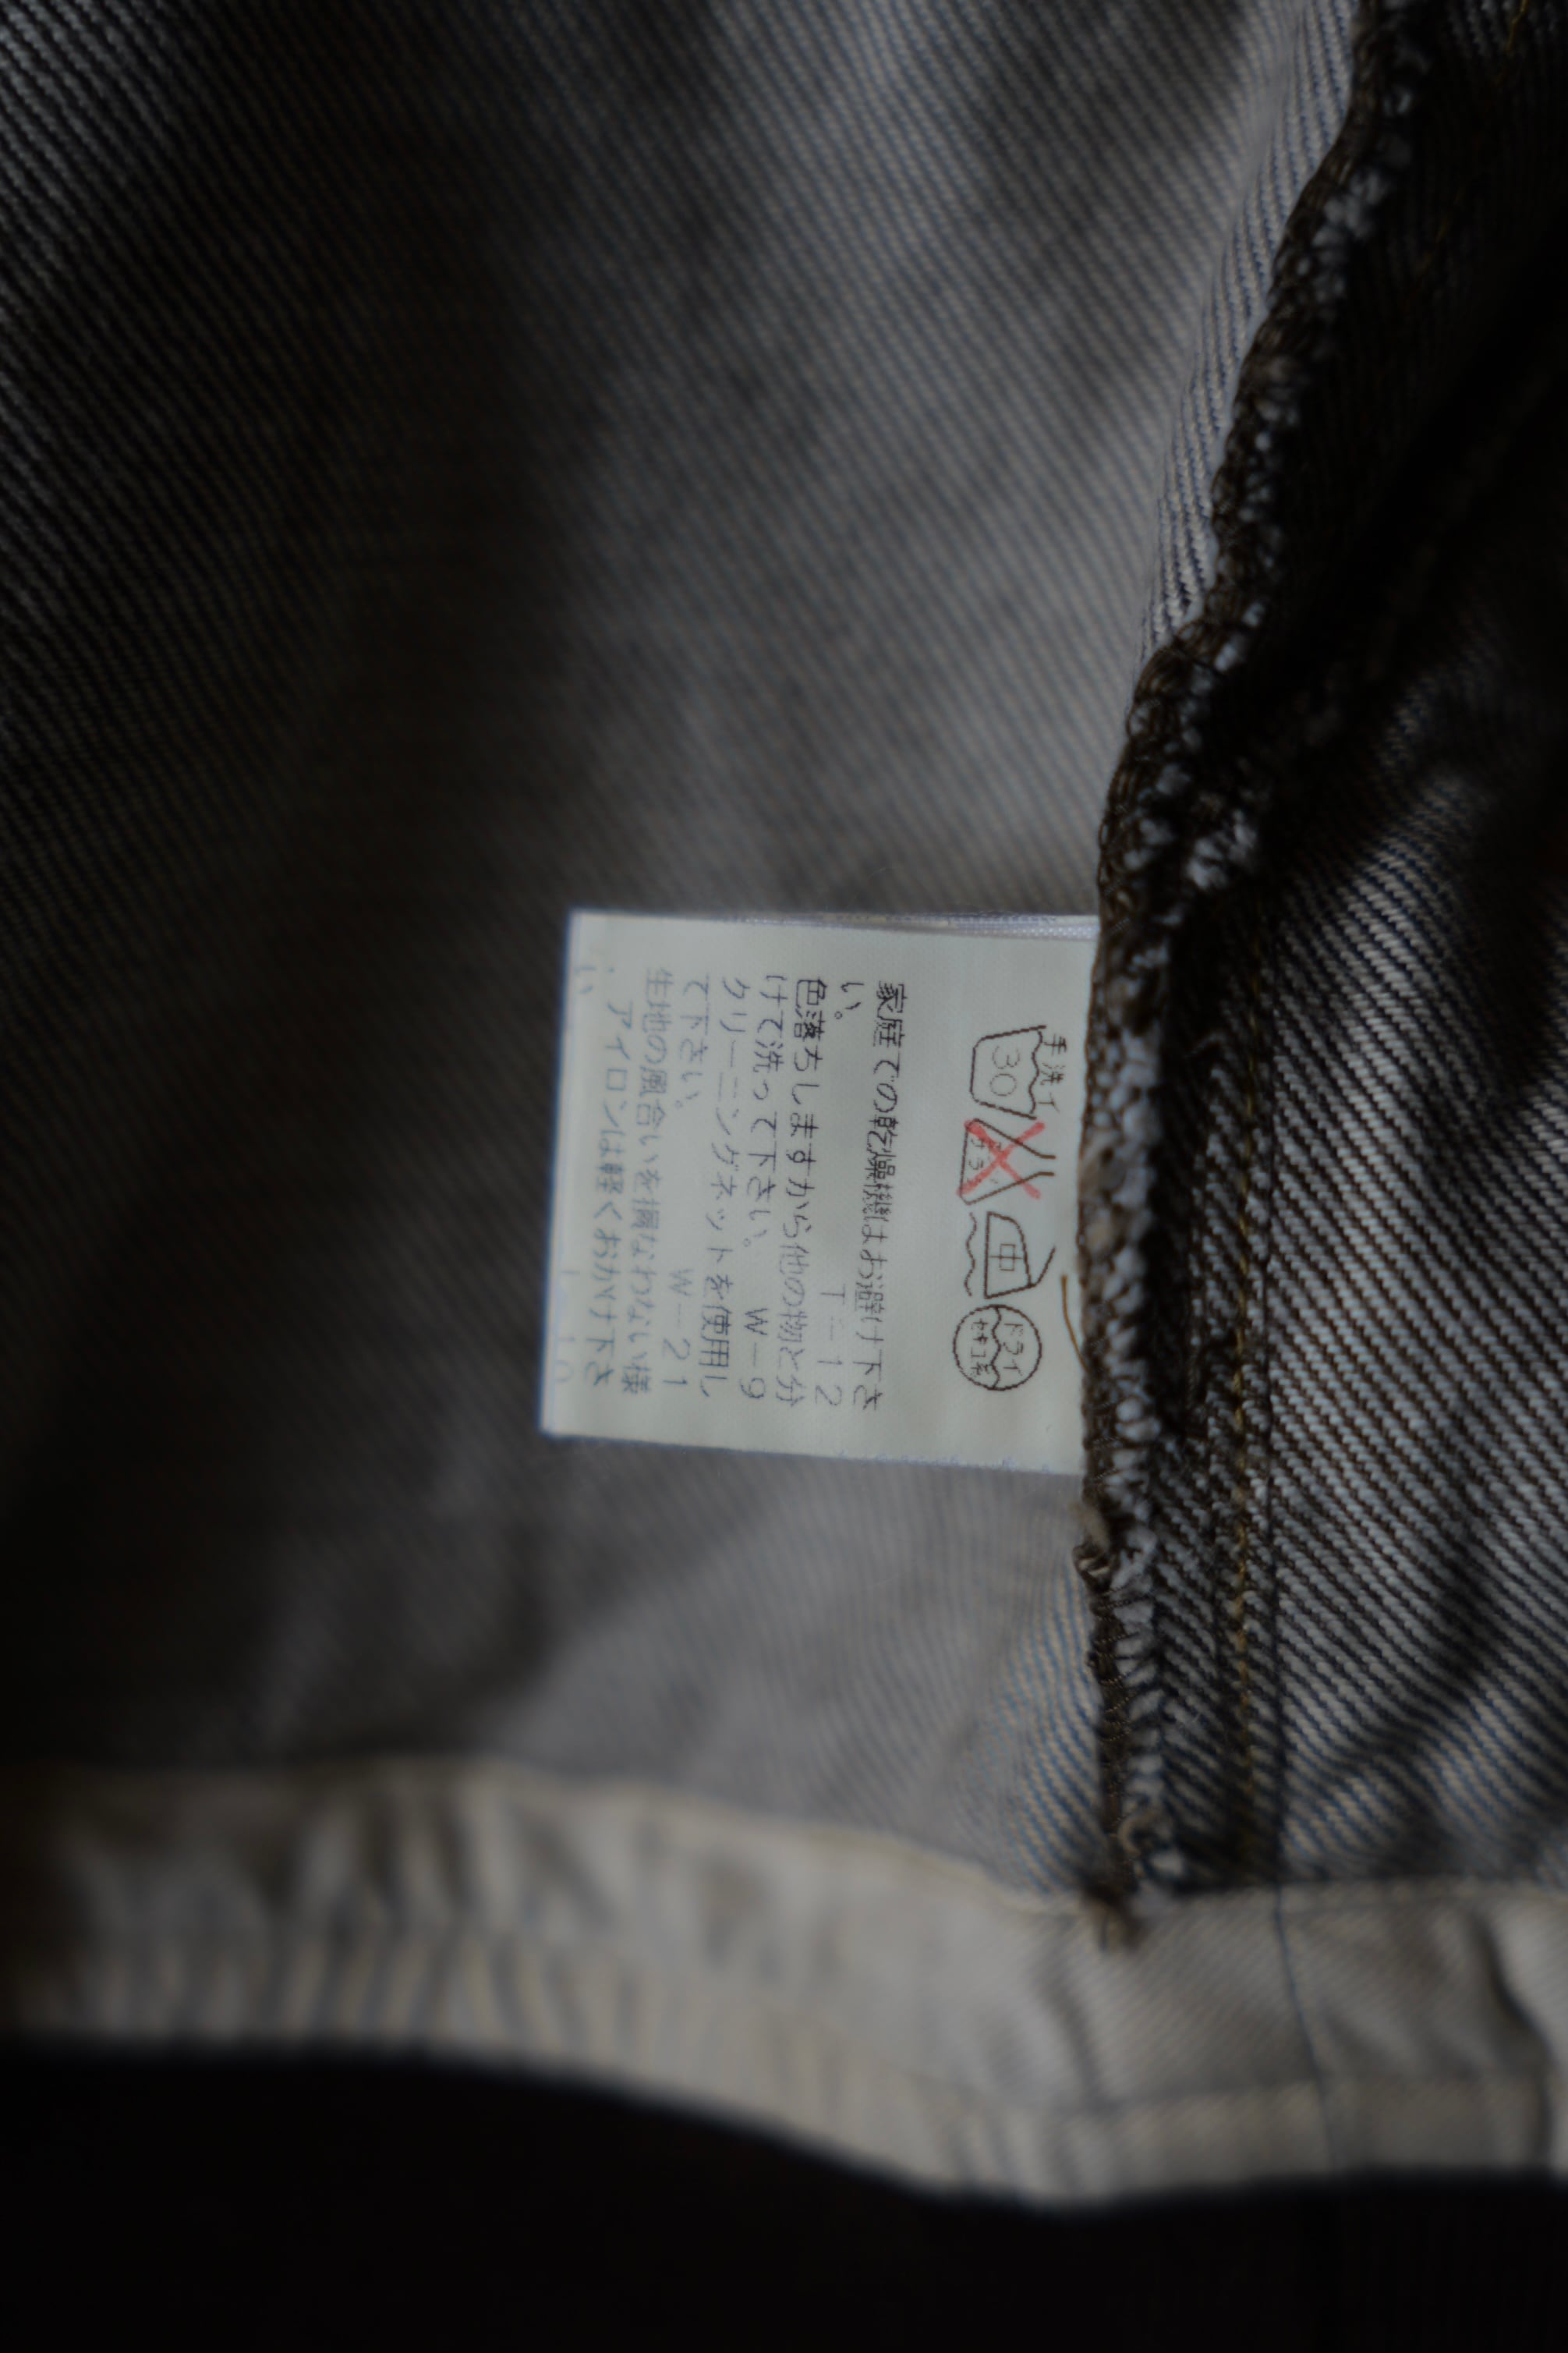 手洗イ
30
ドライ
セキユ系
家庭での乾燥機はお避け下さ
い。
T-12
色落ちしますから他の物と分
けて洗って下さい。 W-9
クリーニングネットを使用し
て下さい。 W-21
生地の風合いを損なわない様
アイロンは軽くおかけ下さ
い。